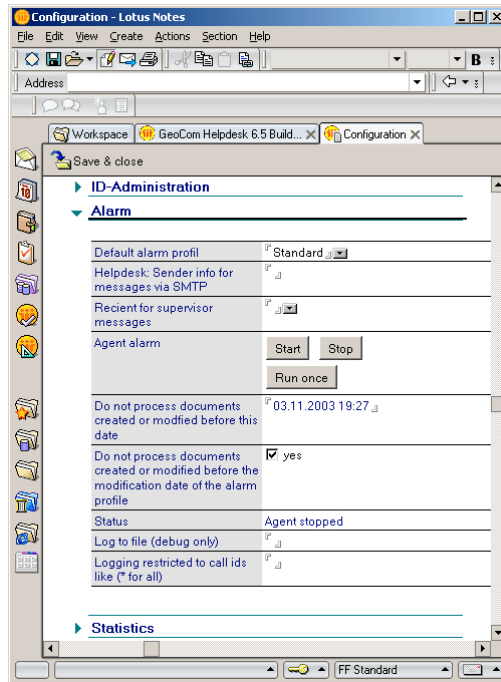 Configuration - Lotus Notes
File Edit View Create Actions Section Help
B
Address
Workspace GeoCom Helpdesk 6.5 Build... Configuration
Save & close
ID-Administration
Alarm
Default alarm profil Standard
Helpdesk: Sender info for
messages via SMTP
Recient for supervisor
messages
Agent alarm Start Stop
Run once
Do not process documents 03.11.2003 19:27
created or modfied before this
date
Do not process documents yes
created or modified before the
modification date of the alarm
profile
Status Agent stopped
Log to file (debug only)
Logging restricted to call ids
like (* for all)
Statistics
FF Standard